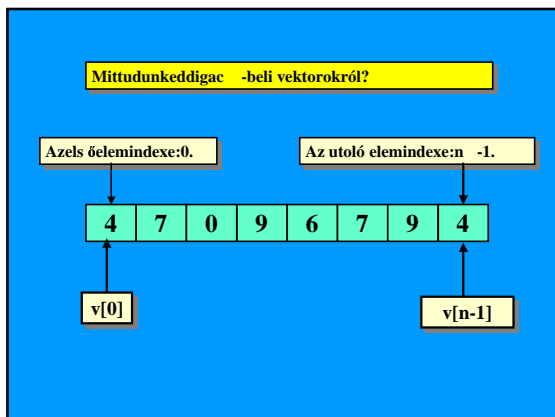 Mittudunkeddigac -beli vektorokról?
Azels őelemindexe:0.
Az utoló elemindexe:n -1.
4 7 0 9 6 7 9 4
v[0]
v[n-1]